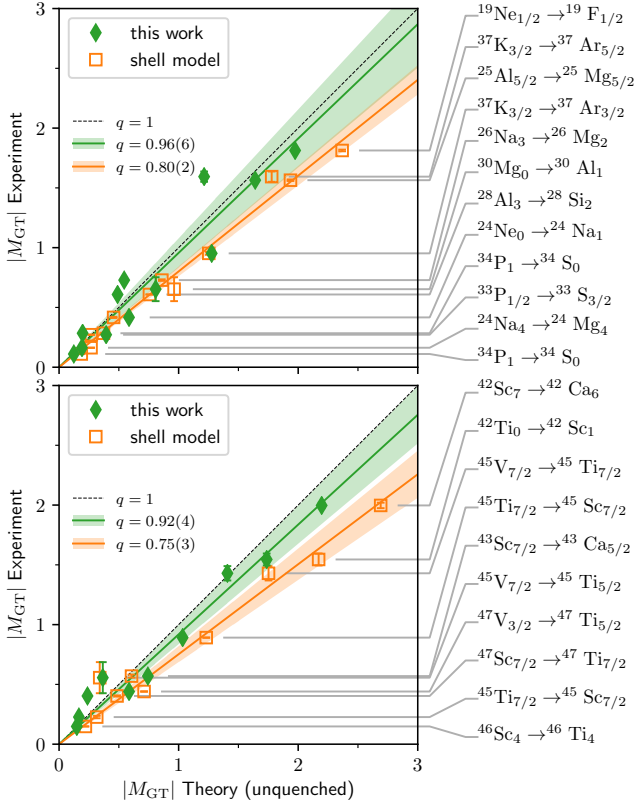 3
2
1
0
|M_GT| Experiment
this work
shell model
q = 1
q = 0.96(6)
q = 0.80(2)
¹⁹Ne₁/₂ → ¹⁹ F₁/₂
³⁷K₃/₂ → ³⁷ Ar₅/₂
²⁵Al₅/₂ → ²⁵ Mg₅/₂
³⁷K₃/₂ → ³⁷ Ar₃/₂
²⁶Na₃ → ²⁶ Mg₂
³⁰Mg₀ → ³⁰ Al₁
²⁸Al₃ → ²⁸ Si₂
²⁴Ne₀ → ²⁴ Na₁
³⁴P₁ → ³⁴ S₀
³³P₁/₂ → ³³ S₃/₂
²⁴Na₄ → ²⁴ Mg₄
³⁴P₁ → ³⁴ S₀
3
2
1
0
|M_GT| Experiment
this work
shell model
q = 1
q = 0.92(4)
q = 0.75(3)
⁴²Sc₇ → ⁴² Ca₆
⁴²Ti₀ → ⁴² Sc₁
⁴⁵V₇/₂ → ⁴⁵ Ti₇/₂
⁴⁵Ti₇/₂ → ⁴⁵ Sc₇/₂
⁴³Sc₇/₂ → ⁴³ Ca₅/₂
⁴⁵V₇/₂ → ⁴⁵ Ti₅/₂
⁴⁷V₃/₂ → ⁴⁷ Ti₅/₂
⁴⁷Sc₇/₂ → ⁴⁷ Ti₇/₂
⁴⁵Ti₇/₂ → ⁴⁵ Sc₇/₂
⁴⁶Sc₄ → ⁴⁶ Ti₄
0 1 2 3
|M_GT| Theory (unquenched)